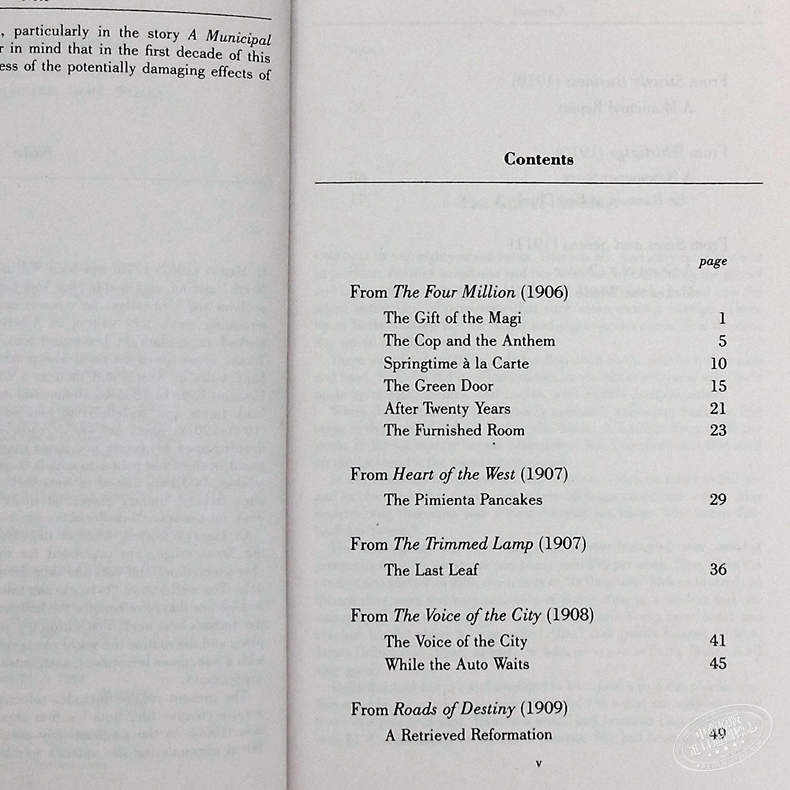 , particularly in the story A Municipal
r in mind that in the first decade of this
ess of the potentially damaging effects of
Contents
page
From The Four Million (1906)
The Gift of the Magi 1
The Cop and the Anthem 5
Springtime à la Carte 10
The Green Door 15
After Twenty Years 21
The Furnished Room 23
From Heart of the West (1907)
The Pimienta Pancakes 29
From The Trimmed Lamp (1907)
The Last Leaf 36
From The Voice of the City (1908)
The Voice of the City 41
While the Auto Waits 45
From Roads of Destiny (1909)
A Retrieved Reformation 49
v